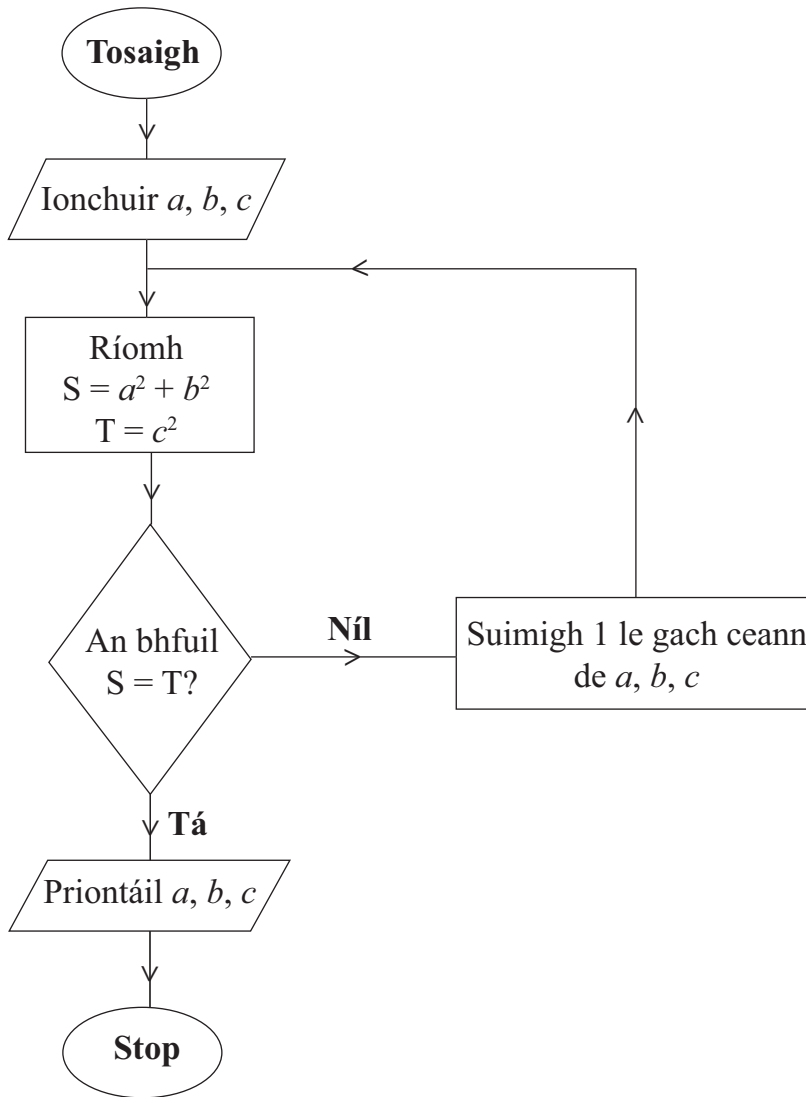 Tosaigh
Ionchuir a, b, c
Ríomh
S = a² + b²
T = c²
An bhfuil
S = T?
Níl
Suimigh 1 le gach ceann
de a, b, c
Tá
Priontáil a, b, c
Stop